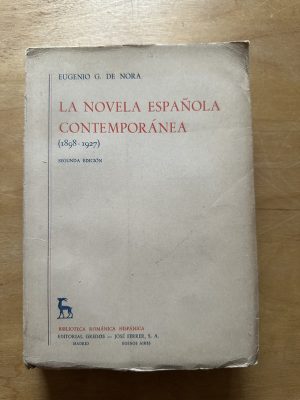 EUGENIO G. DE NORA
LA NOVELA ESPAÑOLA
CONTEMPORÁNEA
(1898-1927)
SEGUNDA EDICIÓN
BIBLIOTECA ROMÁNICA HISPÁNICA
EDITORIAL GREDOS — JOSÉ FERRER, S. A.
MADRID BUENOS AIRES